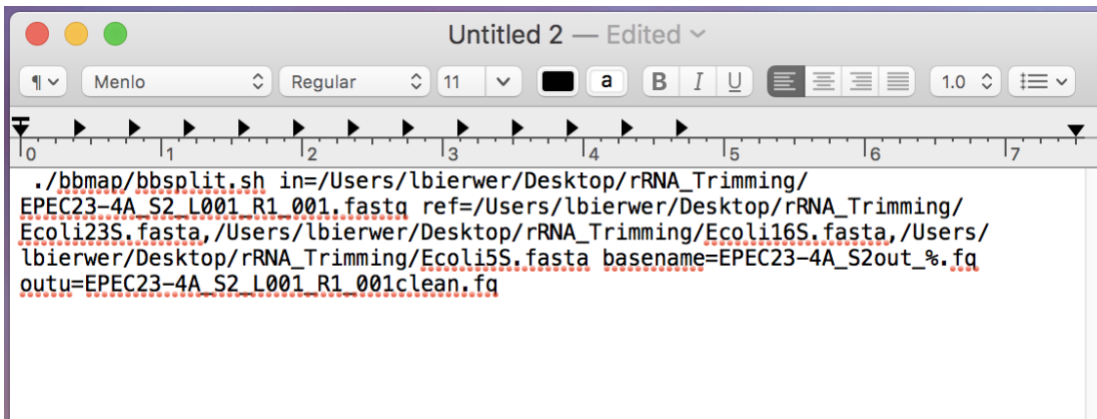 Untitled 2 — Edited
¶ Menlo Regular 11 a B I U 1.0
0 1 2 3 4 5 6 7
./bbmap/bbsplit.sh in=/Users/lbierwer/Desktop/rRNA_Trimming/
EPEC23-4A_S2_L001_R1_001.fastq ref=/Users/lbierwer/Desktop/rRNA_Trimming/
Ecoli23S.fasta,/Users/lbierwer/Desktop/rRNA_Trimming/Ecoli16S.fasta,/Users/
lbierwer/Desktop/rRNA_Trimming/Ecoli5S.fasta basename=EPEC23-4A_S2out_%.fq
outu=EPEC23-4A_S2_L001_R1_001clean.fq